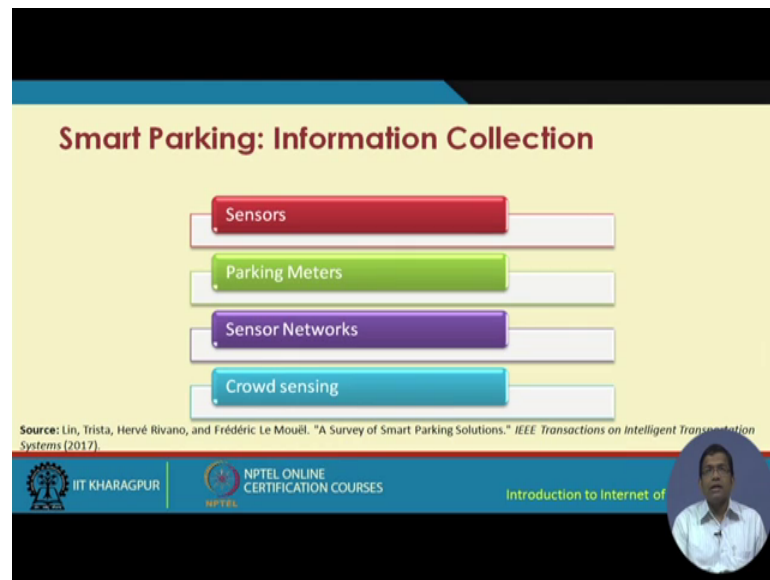 Smart Parking: Information Collection
Sensors
Parking Meters
Sensor Networks
Crowd sensing
Source: Lin, Trista, Hervé Rivano, and Frédéric Le Mouël. "A Survey of Smart Parking Solutions." IEEE Transactions on Intelligent Transportation
Systems (2017).
IIT KHARAGPUR
NPTEL
NPTEL ONLINE
CERTIFICATION COURSES
Introduction to Internet of